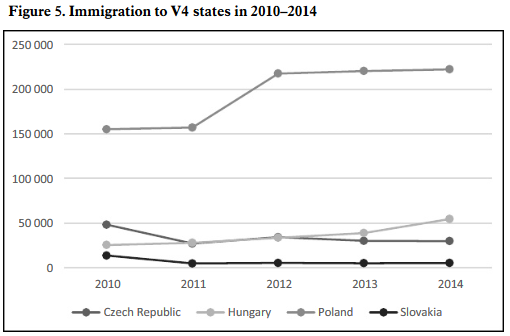 Figure 5. Immigration to V4 states in 2010–2014
250 000
200 000
150 000
100 000
50 000
0
2010 2011 2012 2013 2014
Czech Republic Hungary Poland Slovakia